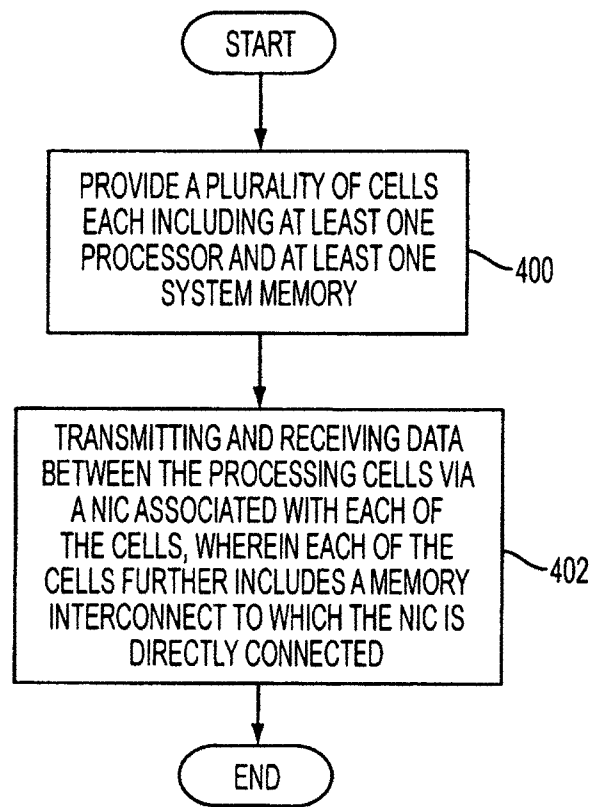 START
PROVIDE A PLURALITY OF CELLS
EACH INCLUDING AT LEAST ONE
PROCESSOR AND AT LEAST ONE
SYSTEM MEMORY
400
TRANSMITTING AND RECEIVING DATA
BETWEEN THE PROCESSING CELLS VIA
A NIC ASSOCIATED WITH EACH OF
THE CELLS, WHEREIN EACH OF THE
CELLS FURTHER INCLUDES A MEMORY
INTERCONNECT TO WHICH THE NIC IS
DIRECTLY CONNECTED
402
END